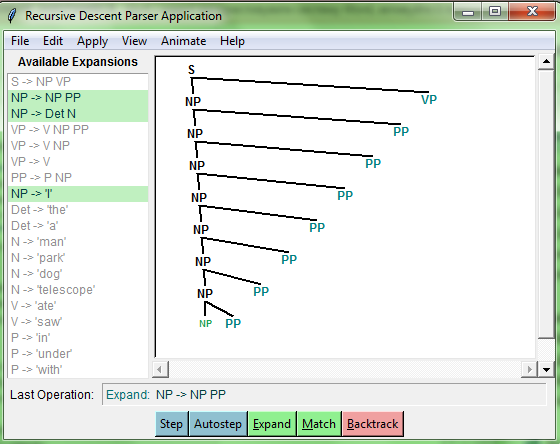 Recursive Descent Parser Application
File Edit Apply View Animate Help
Available Expansions
S -> NP VP
NP -> NP PP
NP -> Det N
VP -> V NP PP
VP -> V NP
VP -> V
PP -> P NP
NP -> 'I'
Det -> 'the'
Det -> 'a'
N -> 'man'
N -> 'park'
N -> 'dog'
N -> 'telescope'
V -> 'ate'
V -> 'saw'
P -> 'in'
P -> 'under'
P -> 'with'
S
NP VP
NP PP
NP PP
NP PP
NP PP
NP PP
NP PP
NP PP
Last Operation: Expand: NP -> NP PP
Step Autostep Expand Match Backtrack